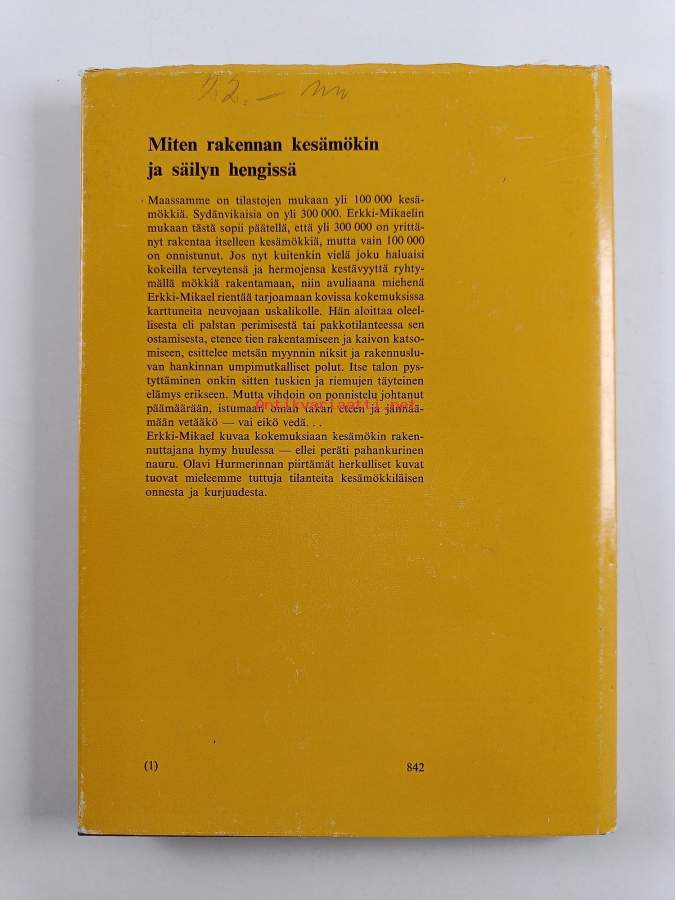 22.–
Miten rakennan kesämökin
ja säilyn hengissä
Maassamme on tilastojen mukaan yli 100 000 kesä-
mökkiä. Sydänvikaisia on yli 300 000. Erkki-Mikaelin
mukaan tästä sopii päätellä, että yli 300 000 on yrittä-
nyt rakentaa itselleen kesämökkiä, mutta vain 100 000
on onnistunut. Jos nyt kuitenkin vielä joku haluaisi
kokeilla terveytensä ja hermojensa kestävyyttä ryhty-
mällä mökkiä rakentamaan, niin avuliaana miehenä
Erkki-Mikael rientää tarjoamaan kovissa kokemuksissa
karttuneita neuvojaan uskalikolle. Hän aloittaa oleel-
lisesta eli palstan perimisestä tai pakkotilanteessa sen
ostamisesta, etenee tien rakentamiseen ja kaivon katso-
miseen, esittelee metsän myynnin niksit ja rakennuslu-
van hankinnan umpimutkalliset polut. Itse talon pys-
tyttäminen onkin sitten tuskien ja riemujen täyteinen
elämys erikseen. Mutta vihdoin on ponnistelu johtanut
Antikvariaatti.net
päämäärään, istumaan oman takan eteen ja jännää-
mään vetääkö — vai eikö vedä. . .
Erkki-Mikael kuvaa kokemuksiaan kesämökin raken-
nuttajana hymy huulessa — ellei peräti pahankurinen
nauru. Olavi Hurmerinnan piirtämät herkulliset kuvat
tuovat mieleemme tuttuja tilanteita kesämökkiläisen
onnesta ja kurjuudesta.
(1)
842